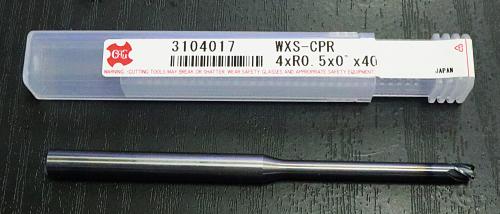 OSG
3104017 WXS-CPR
4xR0.5x0°x40
WARNING:CUTTING TOOLS MAY BREAK OR SHATTER. WEAR SAFETY GLASSES AND APPROPRIATE SAFETY EQUIPMENT.
JAPAN